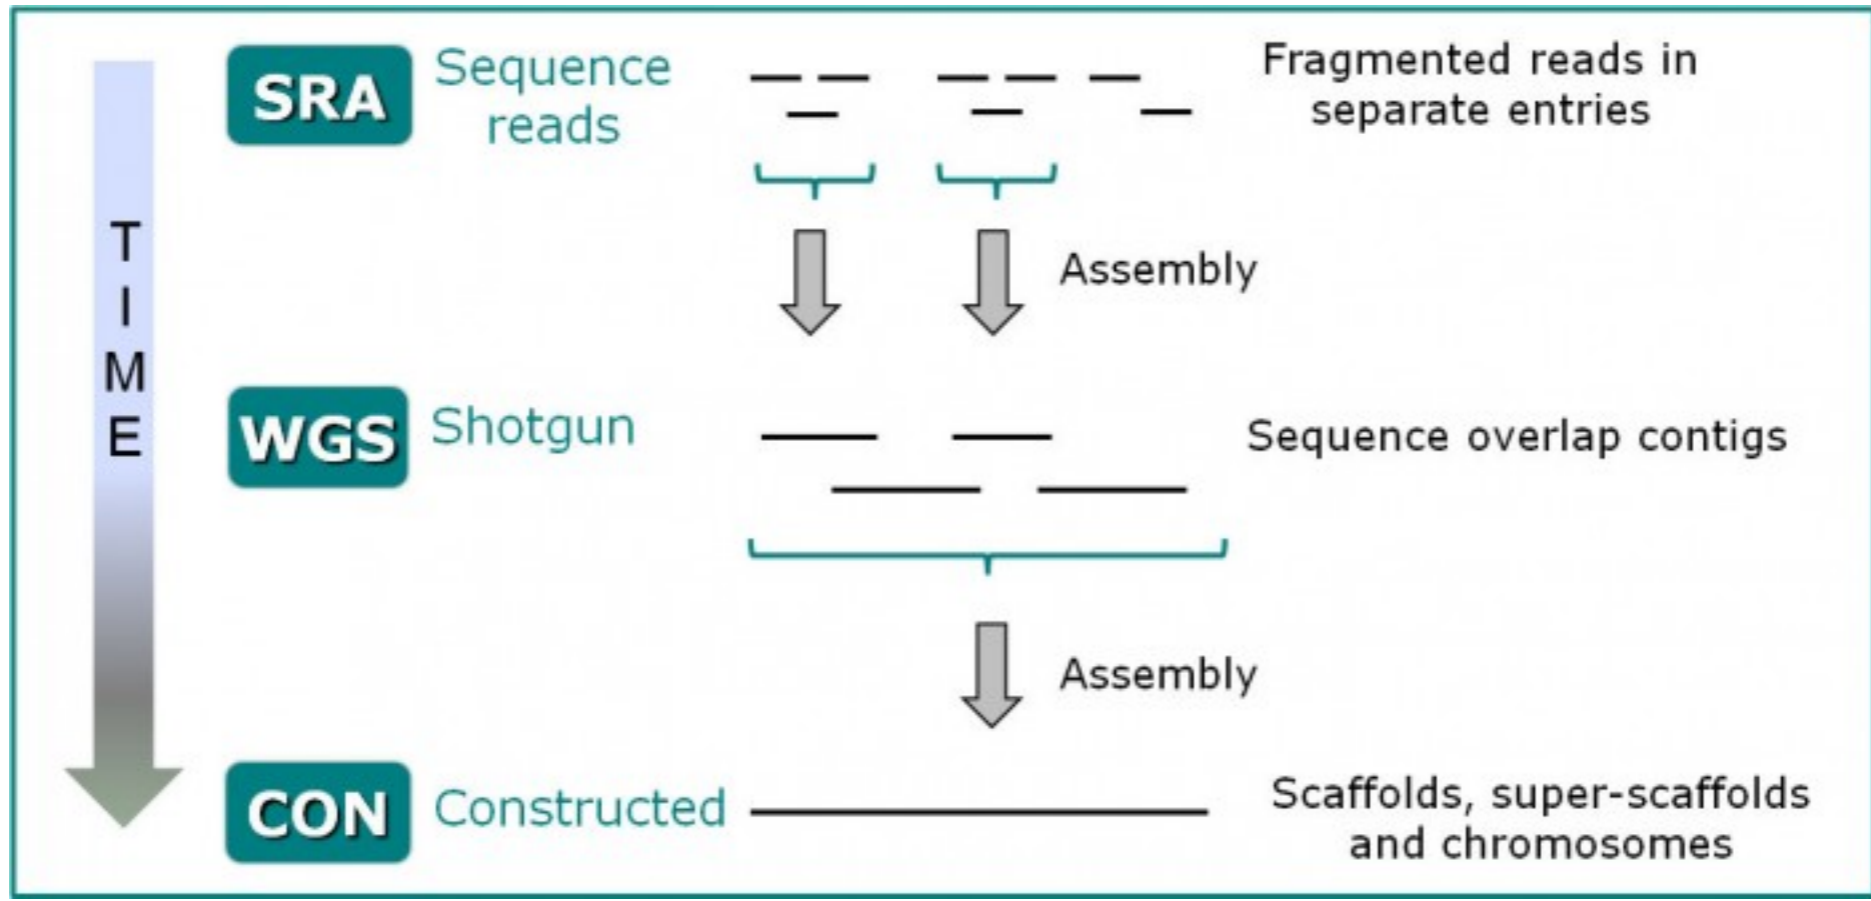 TIME
SRA
Sequence
reads
Fragmented reads in
separate entries
Assembly
WGS
Shotgun
Sequence overlap contigs
Assembly
CON
Constructed
Scaffolds, super-scaffolds
and chromosomes